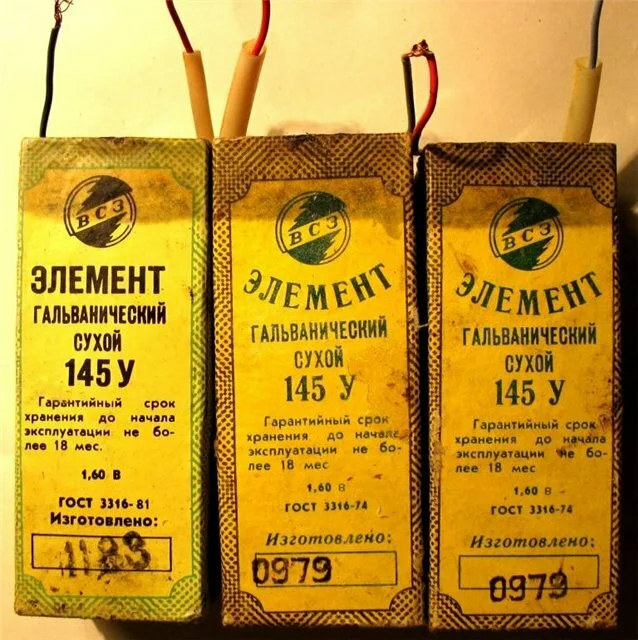 ВСЗ
ЭЛЕМЕНТ
ГАЛЬВАНИЧЕСКИЙ
СУХОЙ
145 У
Гарантийный срок
хранения до начала
эксплуатации не бо-
лее 18 мес.
1,60 В
ГОСТ 3316-81
Изготовлено:
1183
ВСЗ
ЭЛЕМЕНТ
ГАЛЬВАНИЧЕСКИЙ
СУХОЙ
145 У
Гарантийный срок
хранения до начала
эксплуатации не бо-
лее 18 мес
1,60 В
ГОСТ 3316-74
Изготовлено:
0979
ВСЗ
ЭЛЕМЕНТ
ГАЛЬВАНИЧЕСКИЙ
СУХОЙ
145 У
Гарантийный срок
хранения до начала
эксплуатации не бо-
лее 18 мес
1,60 В
ГОСТ 3316-74
Изготовлено:
0979